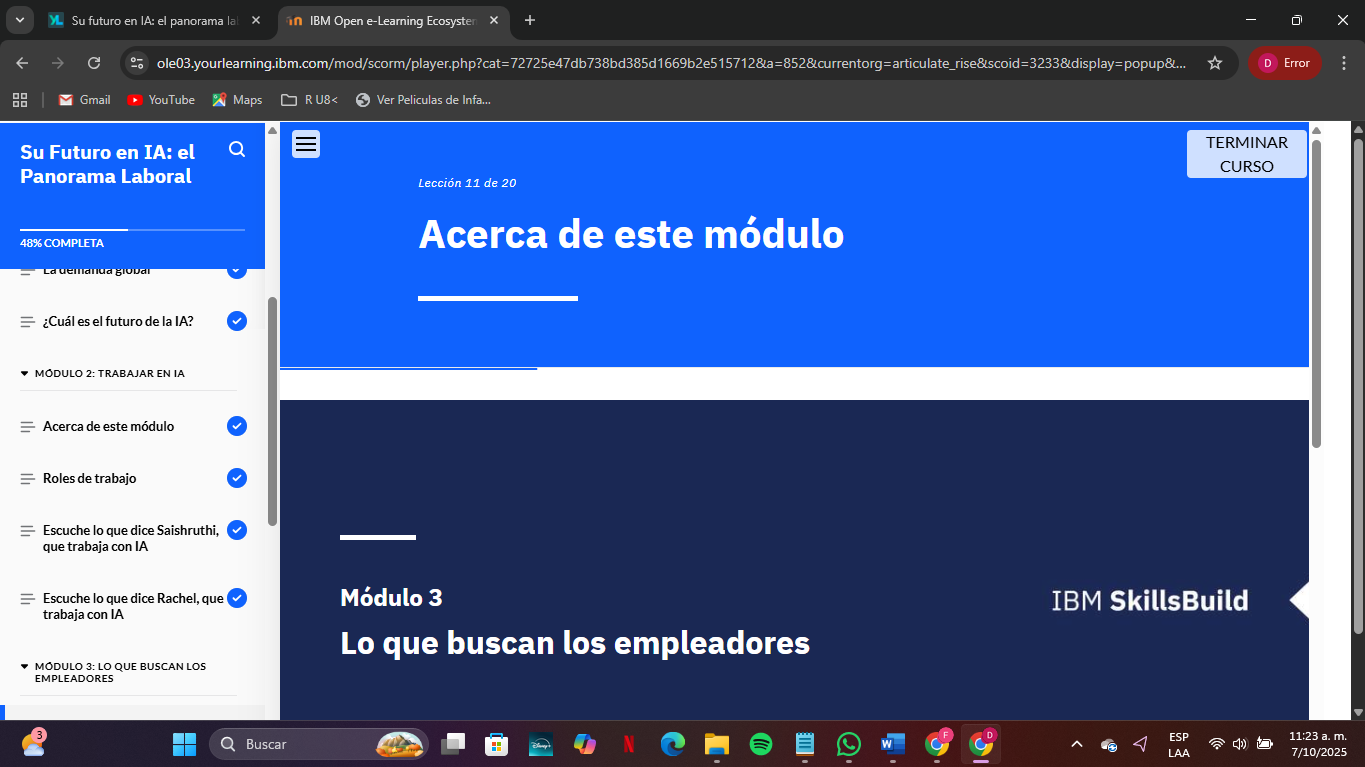 Su futuro en IA: el panorama la
IBM Open e-Learning Ecosystem
ole03.yourlearning.ibm.com/mod/scorm/player.php?cat=72725e47db738bd385d1669b2e515712&a=852&currentorg=articulate_rise&scoid=3233&display=popup&...
D Error
Gmail
YouTube
Maps
R U8<
Ver Peliculas de Infa...
Su Futuro en IA: el
Panorama Laboral
48% COMPLETA
La demanda global
¿Cuál es el futuro de la IA?
MÓDULO 2: TRABAJAR EN IA
Acerca de este módulo
Roles de trabajo
Escuche lo que dice Saishruthi,
que trabaja con IA
Escuche lo que dice Rachel, que
trabaja con IA
MÓDULO 3: LO QUE BUSCAN LOS
EMPLEADORES
TERMINAR
CURSO
Lección 11 de 20
Acerca de este módulo
Módulo 3
Lo que buscan los empleadores
IBM SkillsBuild
3
Buscar
Disney+
N
W
F
D
ESP
LAA
11:23 a. m.
7/10/2025